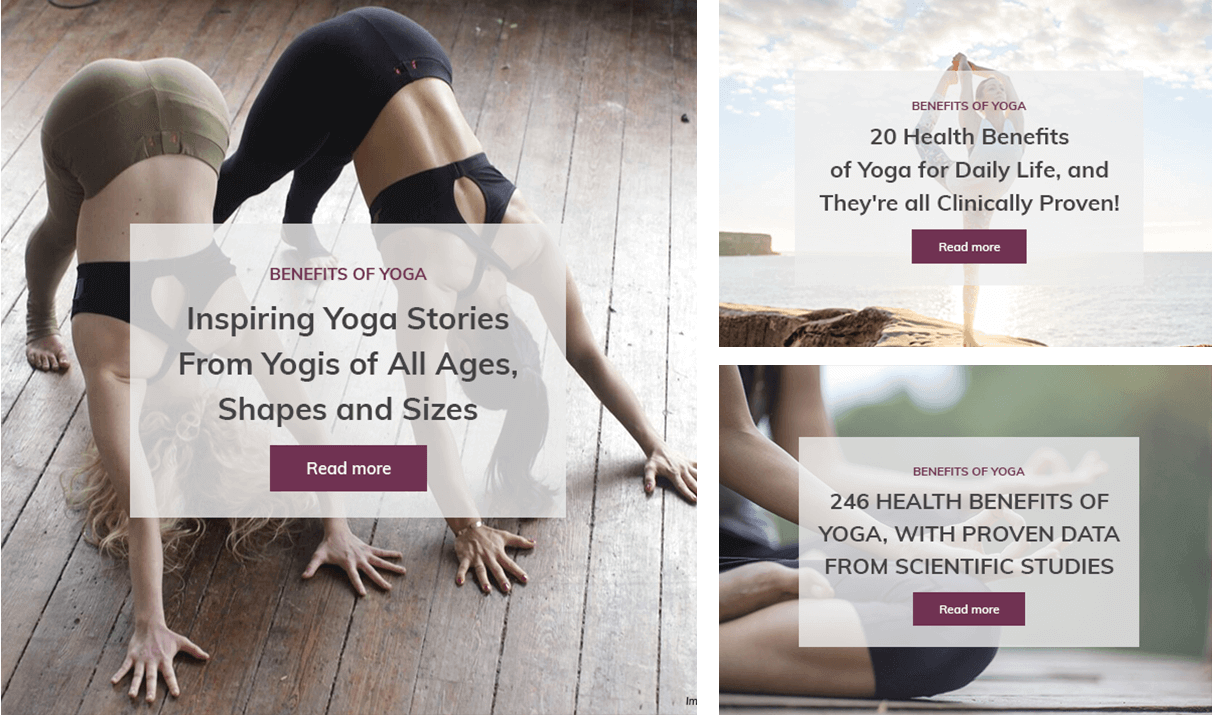 BENEFITS OF YOGA
Inspiring Yoga Stories
From Yogis of All Ages,
Shapes and Sizes
Read more
BENEFITS OF YOGA
20 Health Benefits
of Yoga for Daily Life, and
They're all Clinically Proven!
Read more
BENEFITS OF YOGA
246 HEALTH BENEFITS OF
YOGA, WITH PROVEN DATA
FROM SCIENTIFIC STUDIES
Read more